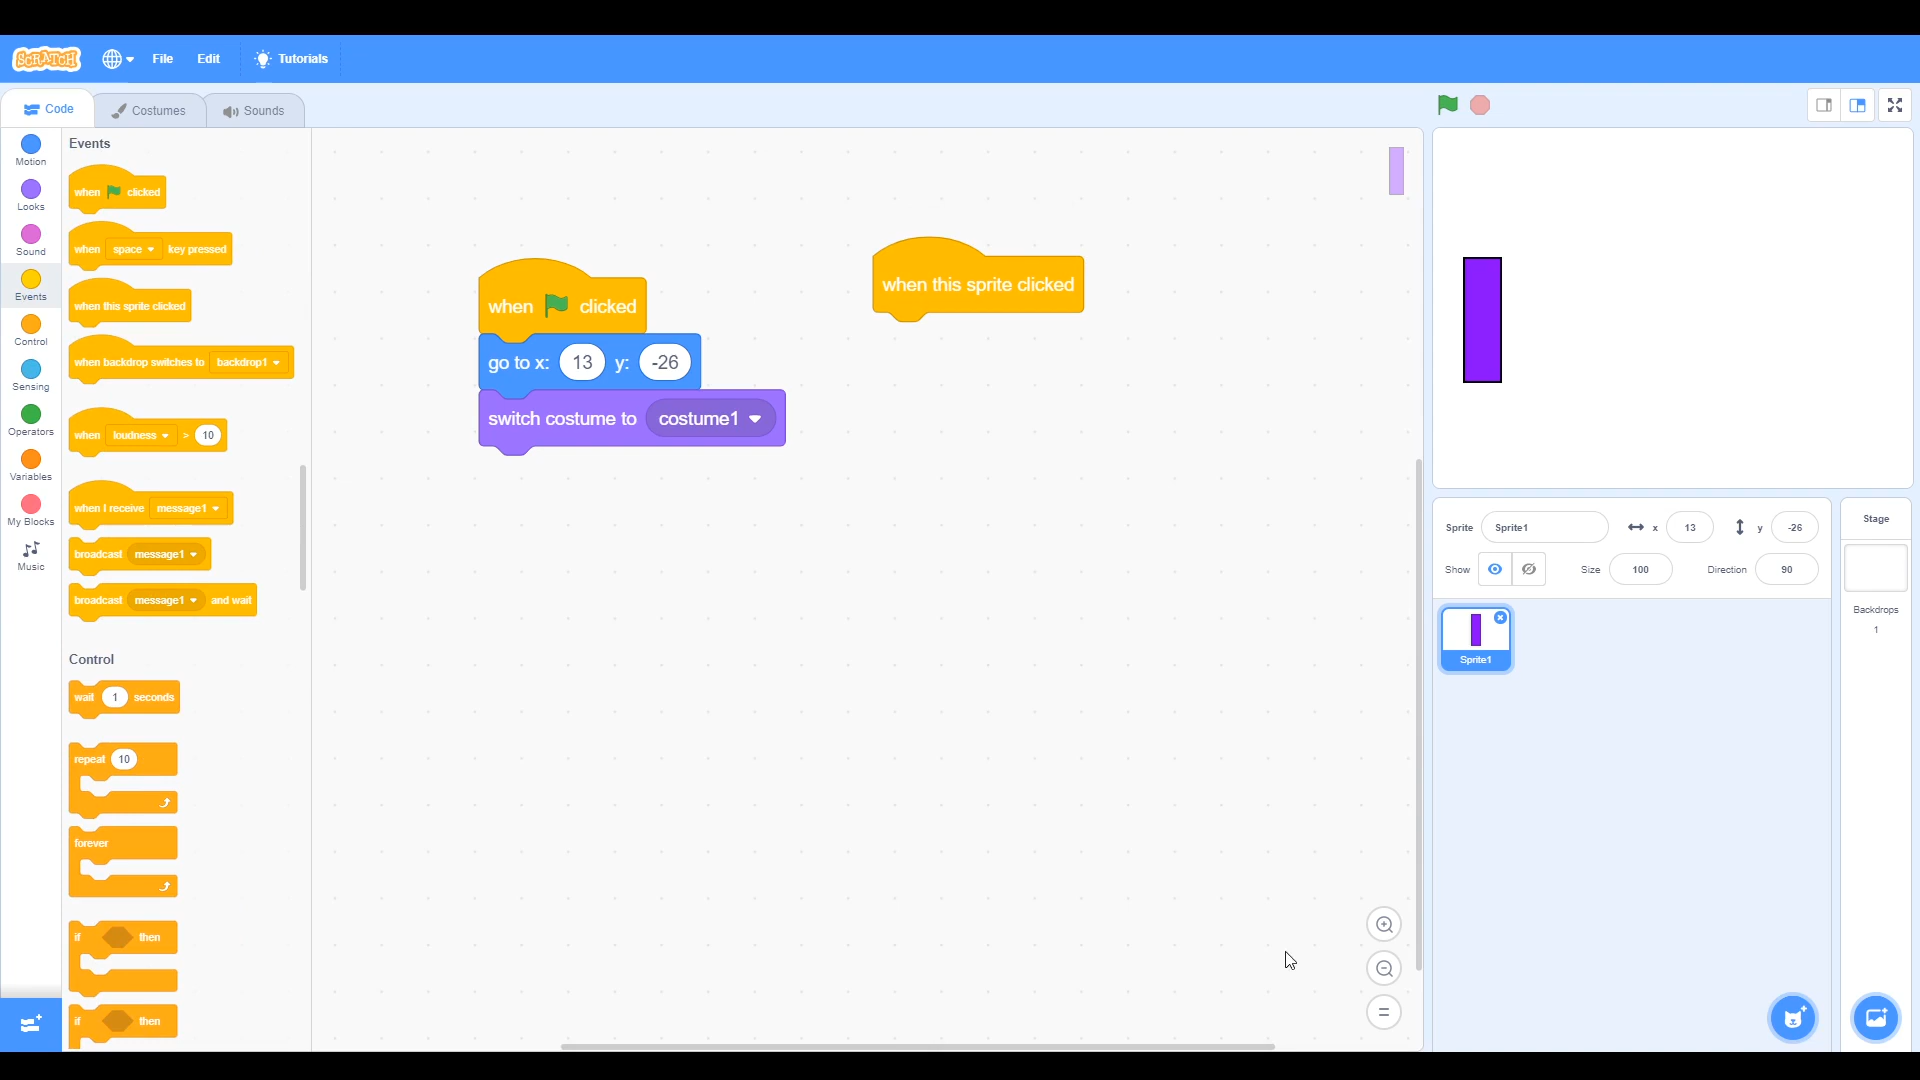 SCRATCH
File
Edit
Tutorials
Code
Costumes
Sounds
Motion
Looks
Sound
Events
Control
Sensing
Operators
Variables
My Blocks
Music
Events
when clicked
when space key pressed
when this sprite clicked
when backdrop switches to backdrop1
when loudness > 10
when I receive message1
broadcast message1
broadcast message1 and wait
Control
wait 1 seconds
repeat 10
forever
if then
if then
when clicked
go to x: 13 y: -26
switch costume to costume1
when this sprite clicked
Sprite Sprite1 x 13 y -26
Show Size 100 Direction 90
Sprite1
Stage
Backdrops
1